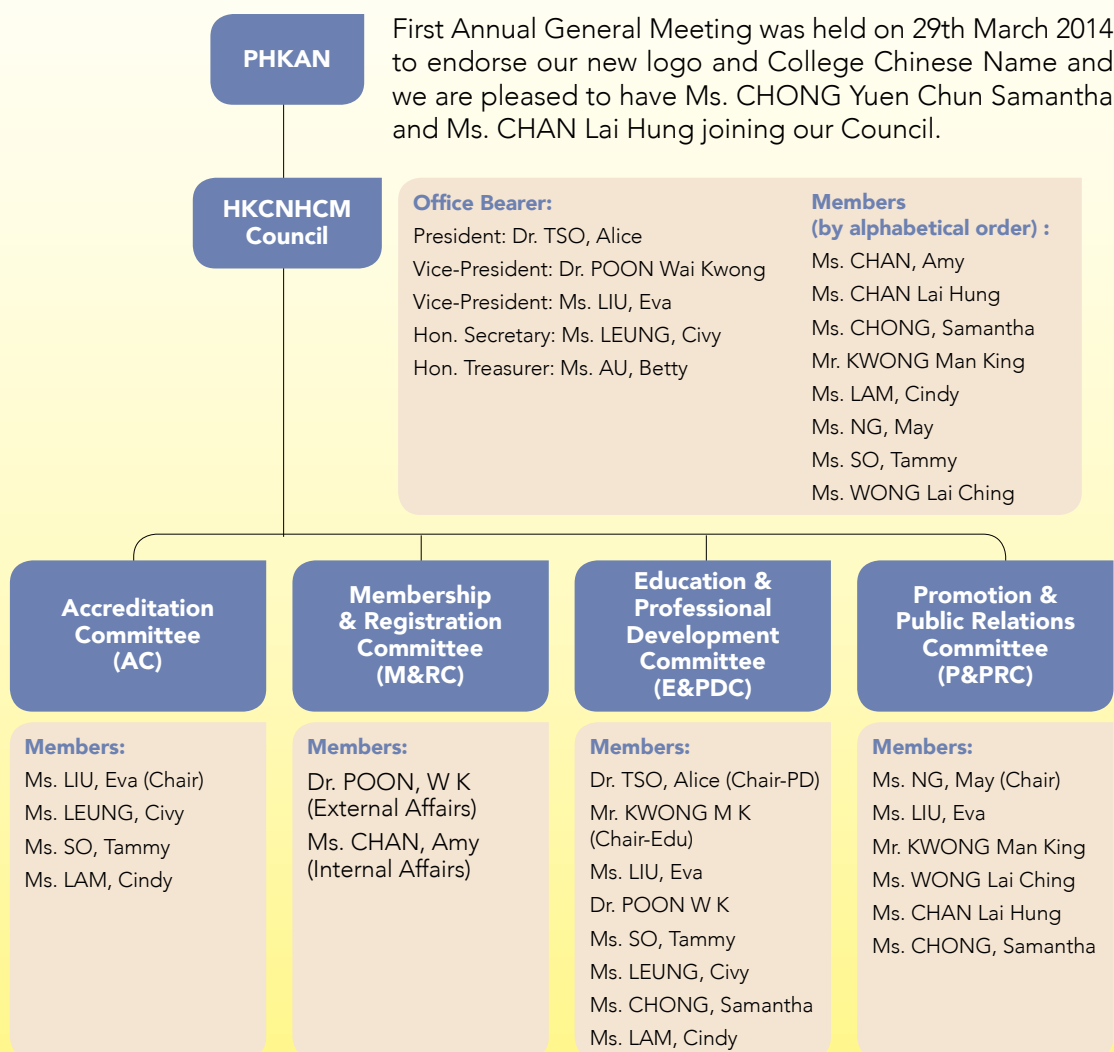 PHKAN
First Annual General Meeting was held on 29th March 2014
to endorse our new logo and College Chinese Name and
we are pleased to have Ms. CHONG Yuen Chun Samantha
and Ms. CHAN Lai Hung joining our Council.
HKCNHCM
Council
Office Bearer:
President: Dr. TSO, Alice
Vice-President: Dr. POON Wai Kwong
Vice-President: Ms. LIU, Eva
Hon. Secretary: Ms. LEUNG, Civy
Hon. Treasurer: Ms. AU, Betty
Members
(by alphabetical order) :
Ms. CHAN, Amy
Ms. CHAN Lai Hung
Ms. CHONG, Samantha
Mr. KWONG Man King
Ms. LAM, Cindy
Ms. NG, May
Ms. SO, Tammy
Ms. WONG Lai Ching
Accreditation
Committee
(AC)
Members:
Ms. LIU, Eva (Chair)
Ms. LEUNG, Civy
Ms. SO, Tammy
Ms. LAM, Cindy
Membership
& Registration
Committee
(M&RC)
Members:
Dr. POON, W K
(External Affairs)
Ms. CHAN, Amy
(Internal Affairs)
Education &
Professional
Development
Committee
(E&PDC)
Members:
Dr. TSO, Alice (Chair-PD)
Mr. KWONG M K
(Chair-Edu)
Ms. LIU, Eva
Dr. POON W K
Ms. SO, Tammy
Ms. LEUNG, Civy
Ms. CHONG, Samantha
Ms. LAM, Cindy
Promotion &
Public Relations
Committee
(P&PRC)
Members:
Ms. NG, May (Chair)
Ms. LIU, Eva
Mr. KWONG Man King
Ms. WONG Lai Ching
Ms. CHAN Lai Hung
Ms. CHONG, Samantha